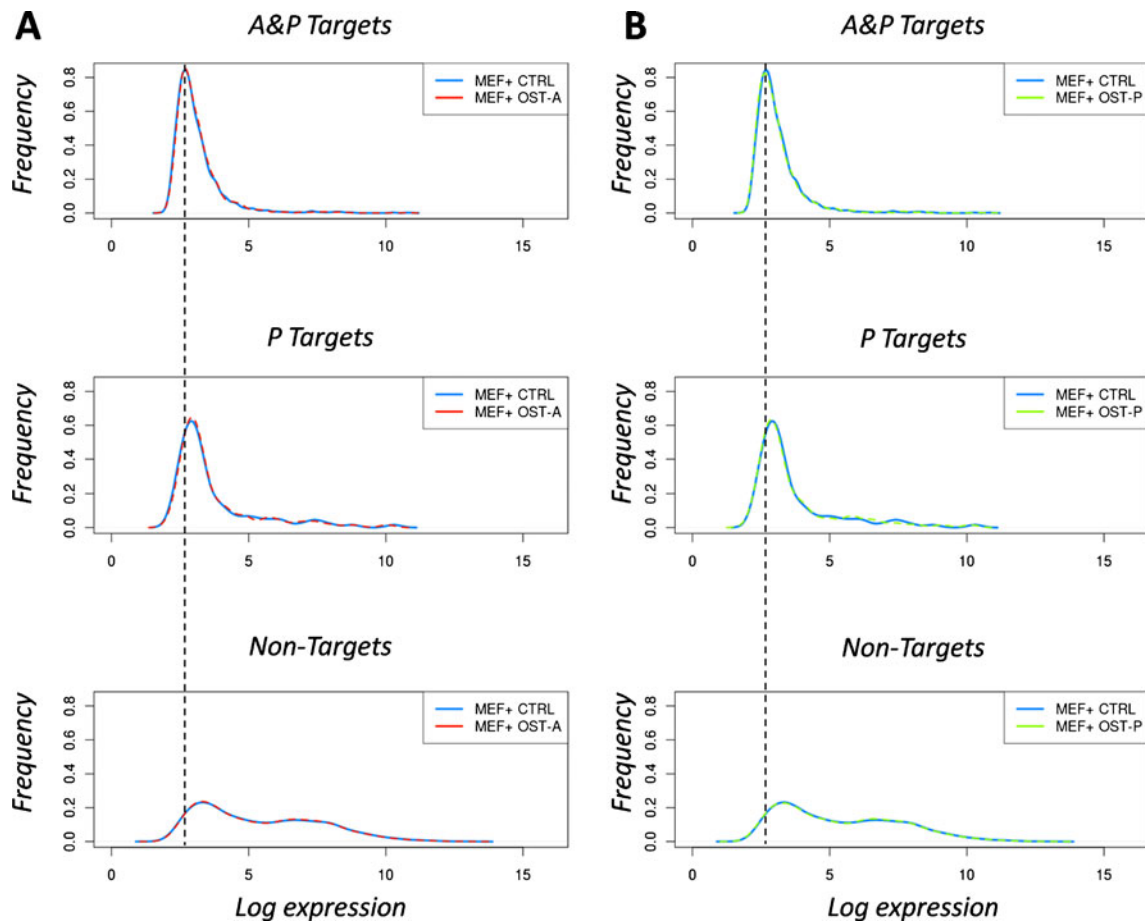 A
B
A&P Targets
A&P Targets
Frequency
0.0 0.2 0.4 0.6 0.8
MEF+ CTRL
MEF+ OST-A
0 5 10 15
Frequency
0.0 0.2 0.4 0.6 0.8
MEF+ CTRL
MEF+ OST-P
0 5 10 15
P Targets
P Targets
Frequency
0.0 0.2 0.4 0.6 0.8
MEF+ CTRL
MEF+ OST-A
0 5 10 15
Frequency
0.0 0.2 0.4 0.6 0.8
MEF+ CTRL
MEF+ OST-P
0 5 10 15
Non-Targets
Non-Targets
Frequency
0.0 0.2 0.4 0.6 0.8
MEF+ CTRL
MEF+ OST-A
0 5 10 15
Frequency
0.0 0.2 0.4 0.6 0.8
MEF+ CTRL
MEF+ OST-P
0 5 10 15
Log expression
Log expression